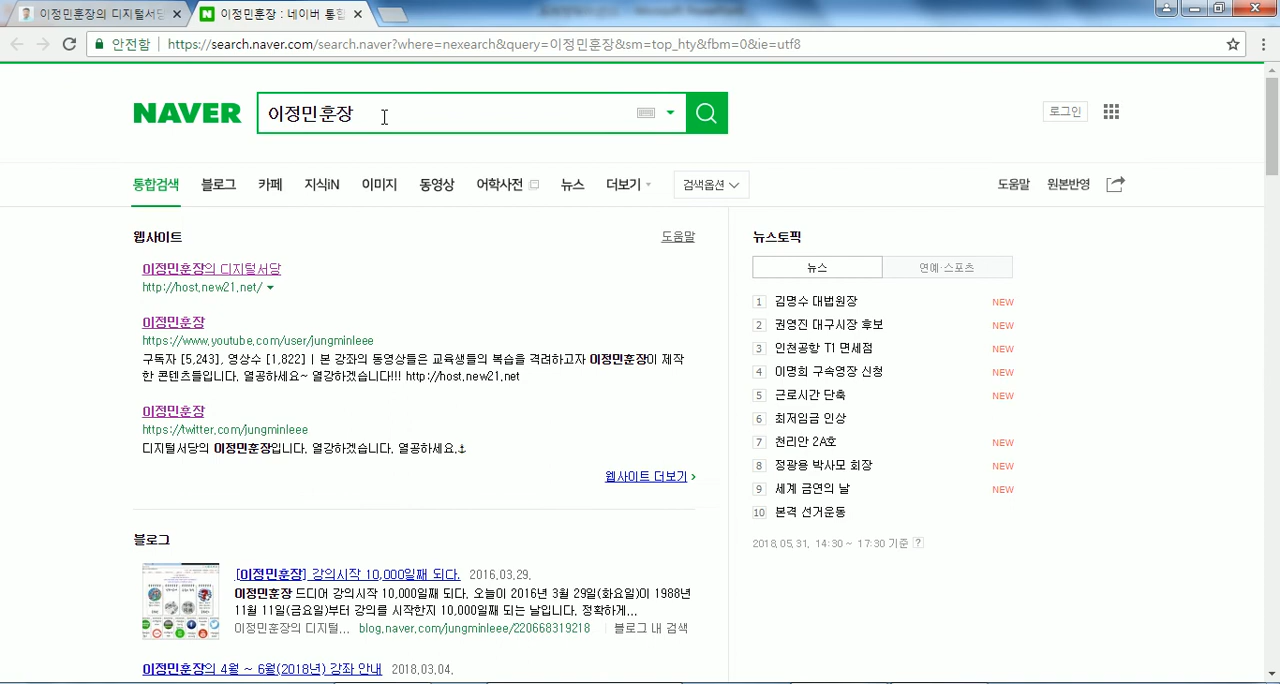 이정민훈장의 디지털서당
이정민훈장 : 네이버 통합
안전함
https://search.naver.com/search.naver?where=nexearch&query=이정민훈장&sm=top_hty&fbm=0&ie=utf8
NAVER
이정민훈장
로그인
통합검색 블로그 카페 지식iN 이미지 동영상 어학사전 뉴스 더보기 검색옵션 도움말 원본반영
웹사이트 도움말
이정민훈장의 디지털서당
http://host.new21.net/
이정민훈장
https://www.youtube.com/user/jungminleee
구독자 [5,243], 영상수 [1,829] | 본 강좌의 동영상들은 교육생들의 복습을 격려하고자 이정민훈장이 제작
한 콘텐츠들입니다. 열공하세요~ 열강하겠습니다!!! http://host.new21.net
이정민훈장
https://twitter.com/jungminleee
디지털서당의 이정민훈장입니다. 열강하겠습니다. 열공하세요.
웹사이트 더보기
블로그
[이정민훈장] 강의시작 10,000일째 되다. 2016.03.29.
이정민훈장 드디어 강의시작 10,000일째 되다. 오늘이 2016년 3월 29일(화요일)이 1988년
11월 11일(금요일)부터 강의를 시작한지 10,000일째 되는 날입니다. 정확하게...
이정민훈장의 디지털... blog.naver.com/jungminleee/220668319218 블로그 내 검색
이정민훈장의 4월 ~ 6월(2018년) 강좌 안내 2018.03.04.
뉴스토픽
뉴스 연예·스포츠
1 김명수 대법원장 NEW
2 권영진 대구시장 후보 NEW
3 인천공항 T1 면세점 NEW
4 이명희 구속영장 신청 NEW
5 근로시간 단축 NEW
6 최저임금 인상
7 천리안 2A호 NEW
8 정광용 박사모 회장 NEW
9 세계 금연의 날 NEW
10 본격 선거운동
2018.05.31. 14:30 ~ 17:30 기준 ?